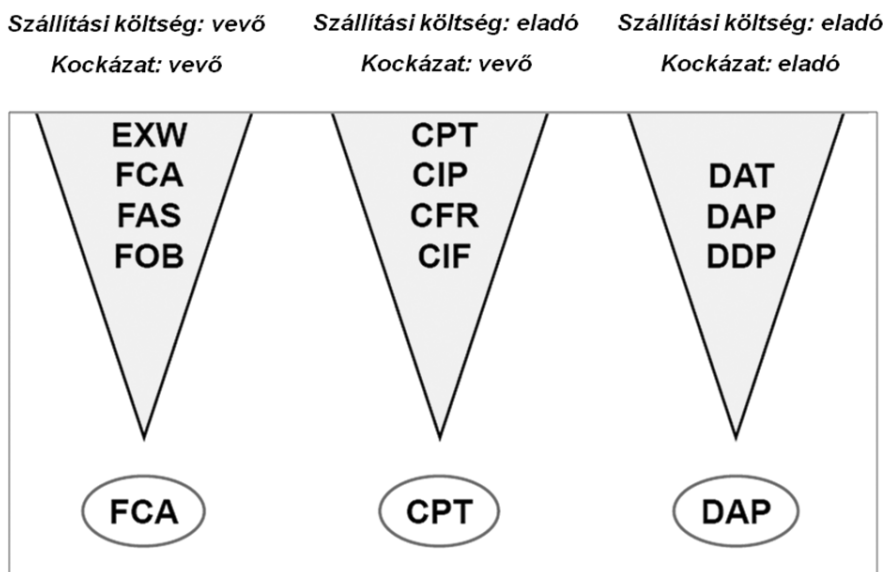 Szállítási költség: vevő
Kockázat: vevő
Szállítási költség: eladó
Kockázat: vevő
Szállítási költség: eladó
Kockázat: eladó
EXW
FCA
FAS
FOB
CPT
CIP
CFR
CIF
DAT
DAP
DDP
FCA
CPT
DAP